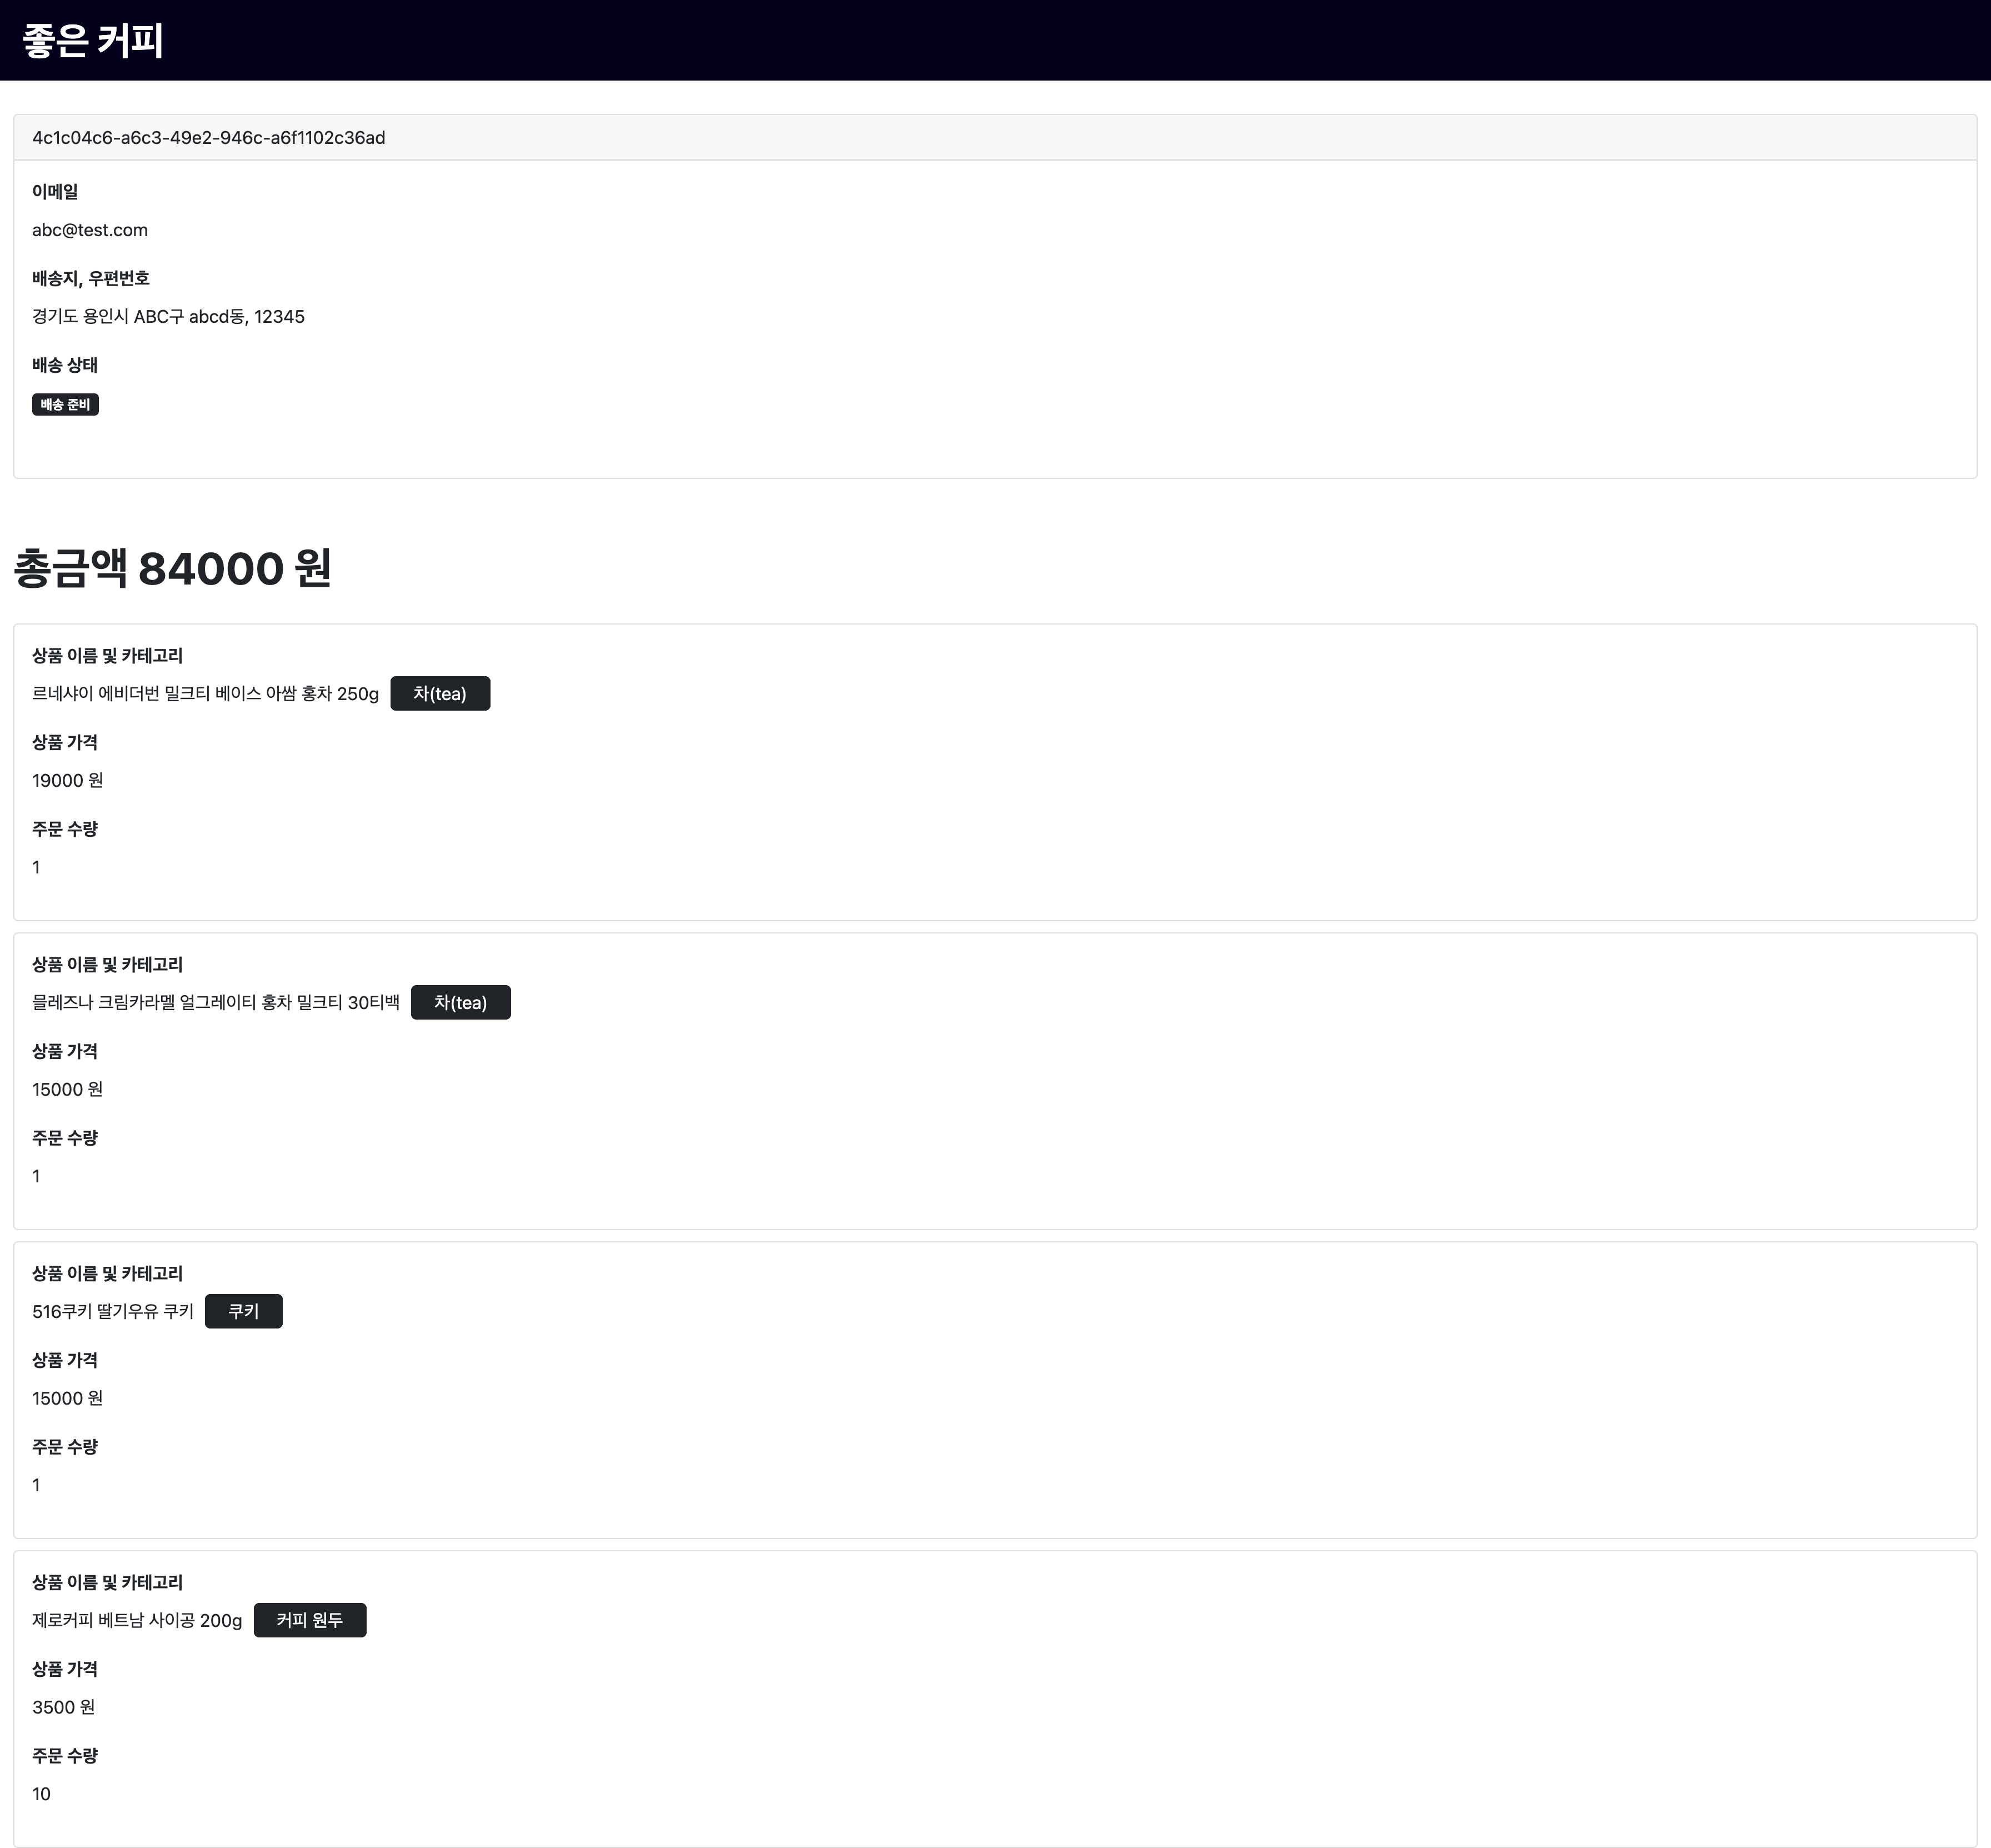 좋은 커피
4c1c04c6-a6c3-49e2-946c-a6f1102c36ad
이메일
abc@test.com
배송지, 우편번호
경기도 용인시 ABC구 abcd동, 12345
배송 상태
배송 준비
총금액 84000 원
상품 이름 및 카테고리
르네샤이 에비더번 밀크티 베이스 아쌈 홍차 250g 차(tea)
상품 가격
19000 원
주문 수량
1
상품 이름 및 카테고리
믈레즈나 크림카라멜 얼그레이티 홍차 밀크티 30티백 차(tea)
상품 가격
15000 원
주문 수량
1
상품 이름 및 카테고리
516쿠키 딸기우유 쿠키 쿠키
상품 가격
15000 원
주문 수량
1
상품 이름 및 카테고리
제로커피 베트남 사이공 200g 커피 원두
상품 가격
3500 원
주문 수량
10